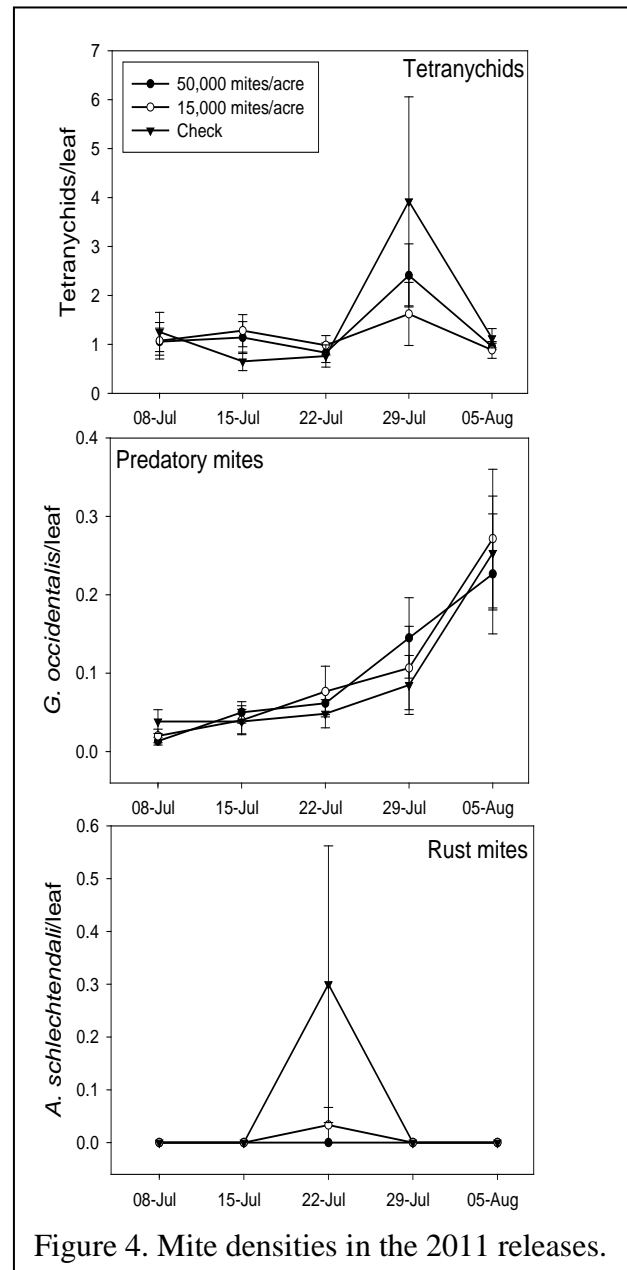 Tetranychids
50,000 mites/acre
15,000 mites/acre
Check
Tetranychids/leaf
7
6
5
4
3
2
1
0
08-Jul 15-Jul 22-Jul 29-Jul 05-Aug
Predatory mites
G. occidentalis/leaf
0.4
0.3
0.2
0.1
0.0
08-Jul 15-Jul 22-Jul 29-Jul 05-Aug
Rust mites
A. schlechtendali/leaf
0.6
0.5
0.4
0.3
0.2
0.1
0.0
08-Jul 15-Jul 22-Jul 29-Jul 05-Aug
Figure 4. Mite densities in the 2011 releases.